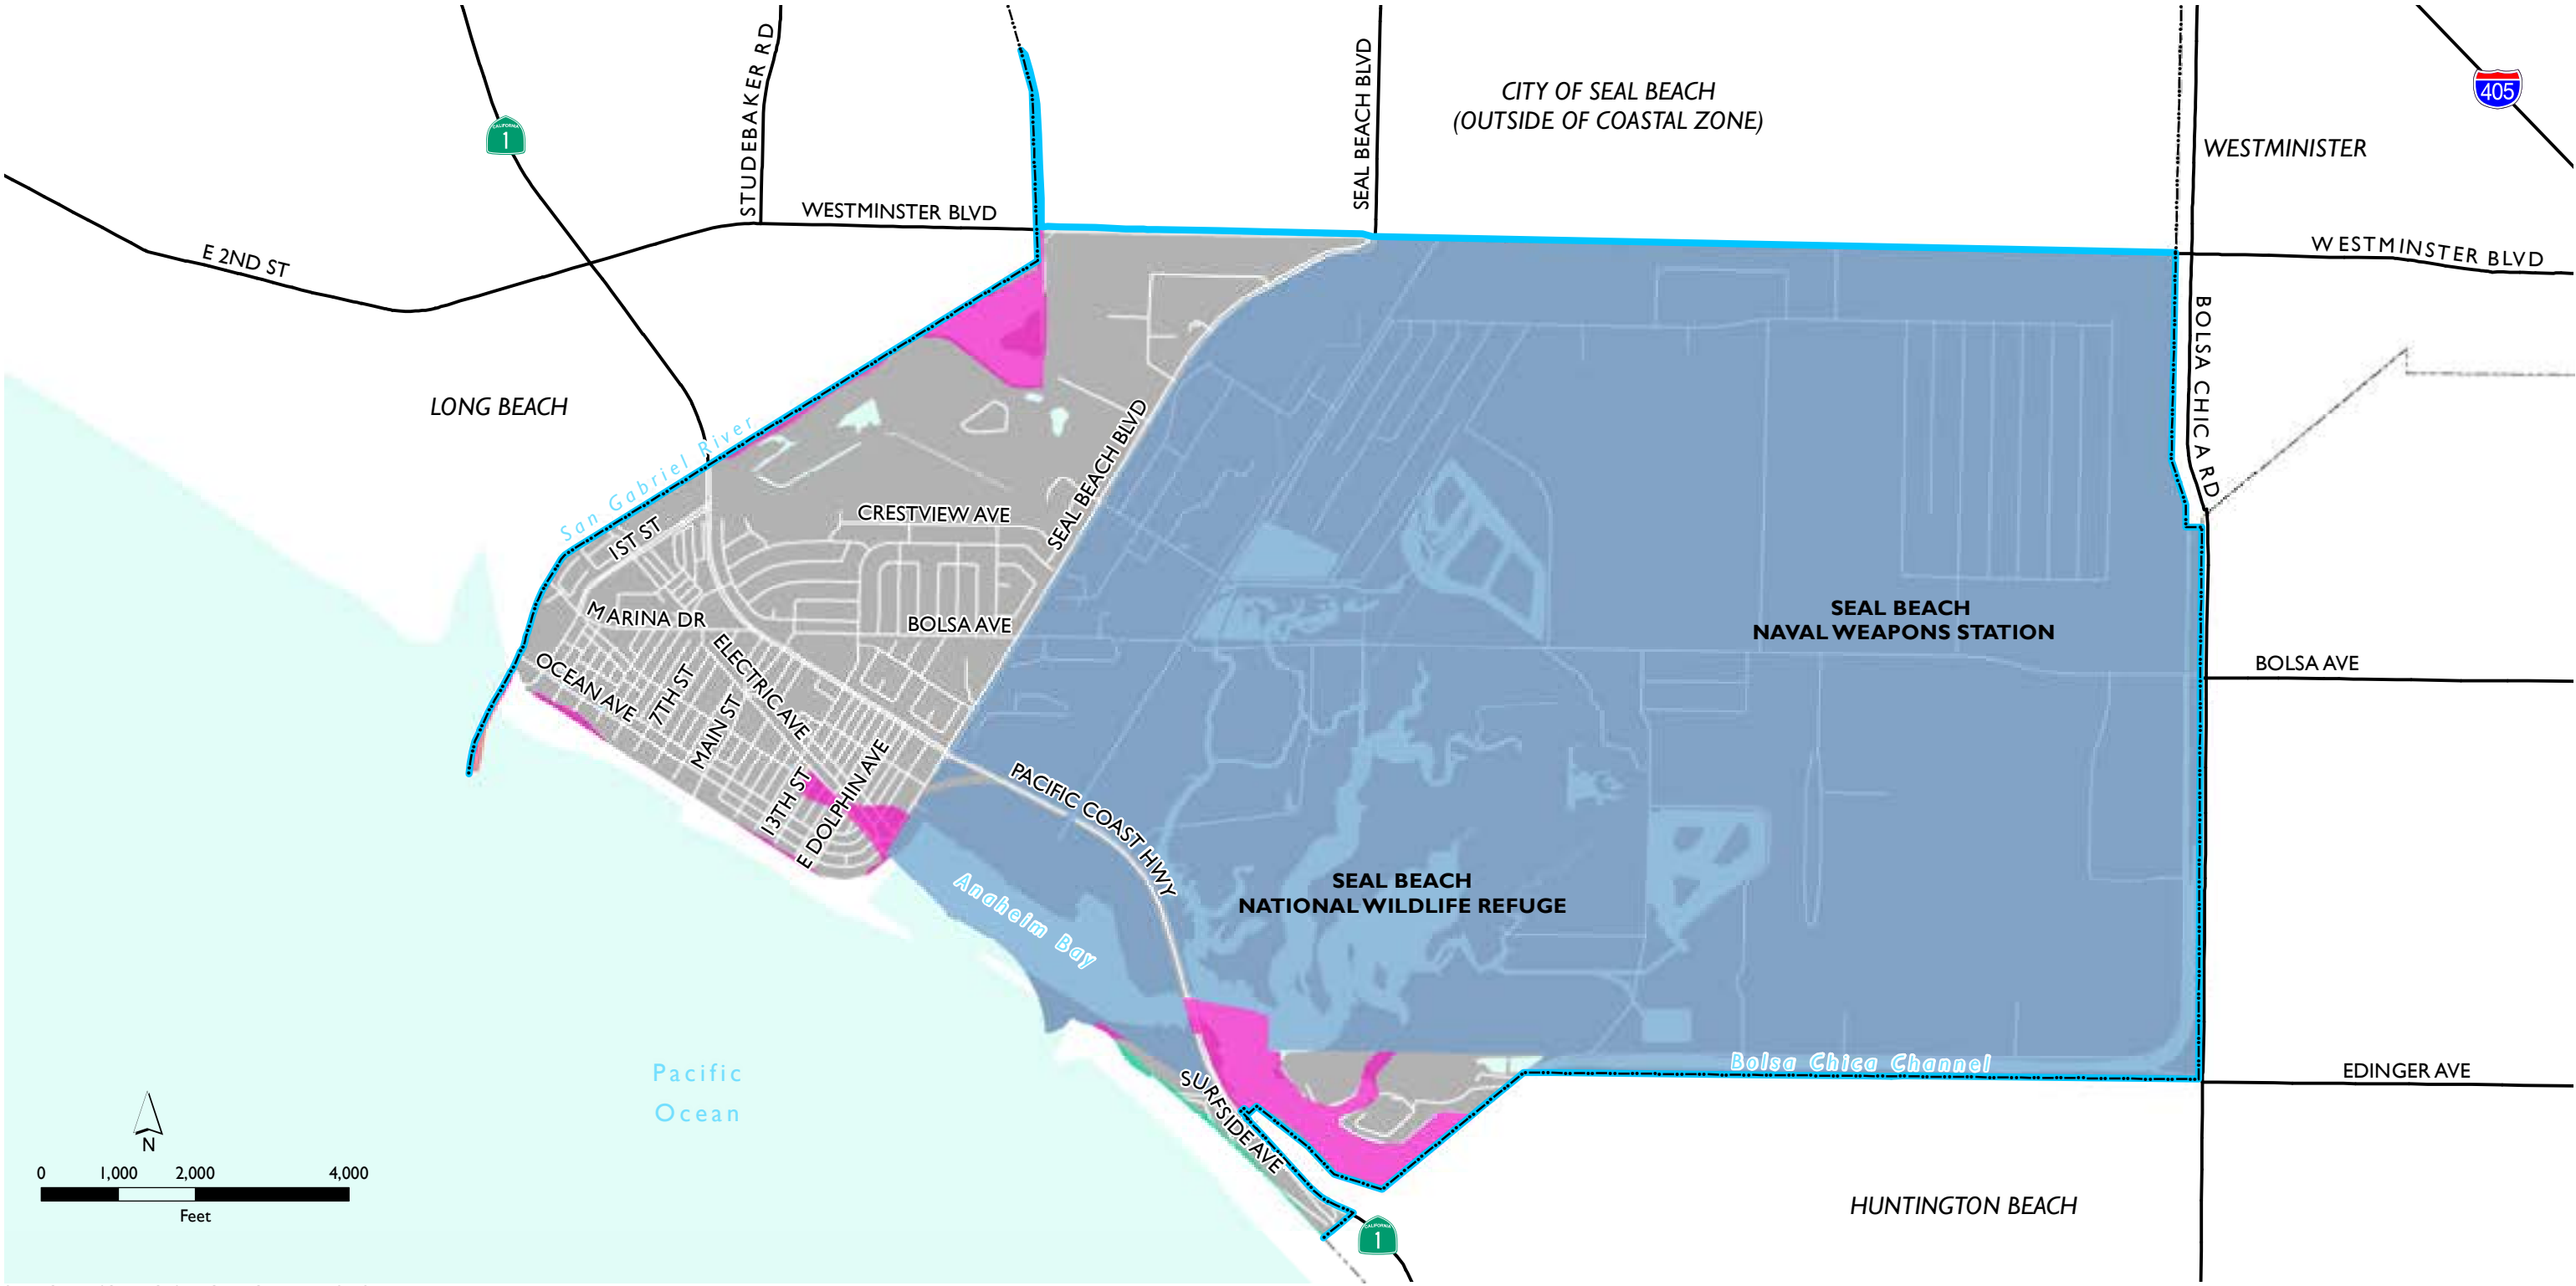 STUDEBAKER RD
SEAL BEACH BLVD
CITY OF SEAL BEACH
(OUTSIDE OF COASTAL ZONE)
405
CALIFORNIA
1
WESTMINISTER
WESTMINSTER BLVD
E 2ND ST
WESTMINSTER BLVD
BOLSA CHIC A RD
LONG BEACH
San Gabriel River
SEAL BEACH BLVD
CRESTVIEW AVE
1ST ST
MARINA DR
BOLSA AVE
SEAL BEACH
NAVAL WEAPONS STATION
ELECTRIC AVE
OCEAN AVE
7TH ST
MAIN ST
BOLSA AVE
13TH ST
E DOLPHIN AVE
PACIFIC COAST HWY
SEAL BEACH
NATIONAL WILDLIFE REFUGE
Anaheim Bay
Pacific
Ocean
Bolsa Chica Channel
EDINGER AVE
SURFSIDE AVE
N
0 1,000 2,000 4,000
Feet
HUNTINGTON BEACH
CALIFORNIA
1